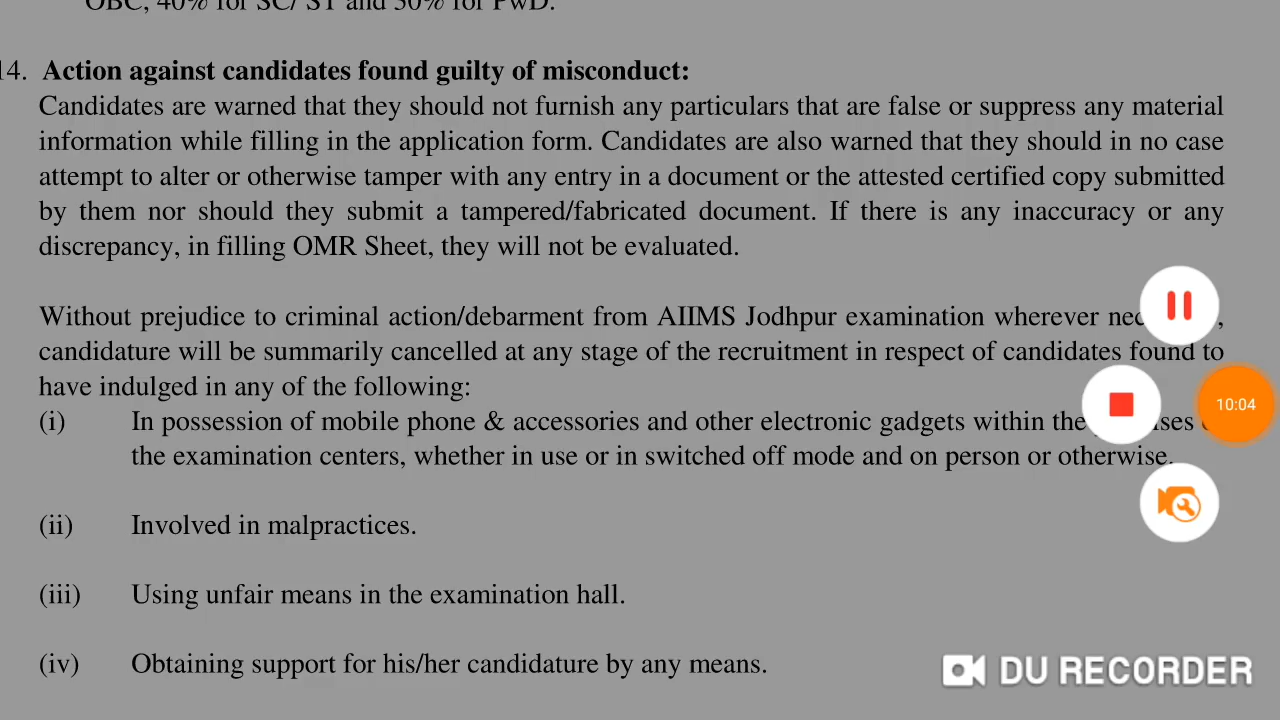 OBC, 40% for SC/ ST and 30% for PwD.
14. Action against candidates found guilty of misconduct:
Candidates are warned that they should not furnish any particulars that are false or suppress any material
information while filling in the application form. Candidates are also warned that they should in no case
attempt to alter or otherwise tamper with any entry in a document or the attested certified copy submitted
by them nor should they submit a tampered/fabricated document. If there is any inaccuracy or any
discrepancy, in filling OMR Sheet, they will not be evaluated.
Without prejudice to criminal action/debarment from AIIMS Jodhpur examination wherever
candidature will be summarily cancelled at any stage of the recruitment in respect of candidates found to
have indulged in any of the following:
(i) In possession of mobile phone & accessories and other electronic gadgets within the
the examination centers, whether in use or in switched off mode and on person or otherwise.
10:04
(ii) Involved in malpractices.
(iii) Using unfair means in the examination hall.
(iv) Obtaining support for his/her candidature by any means.
DU RECORDER